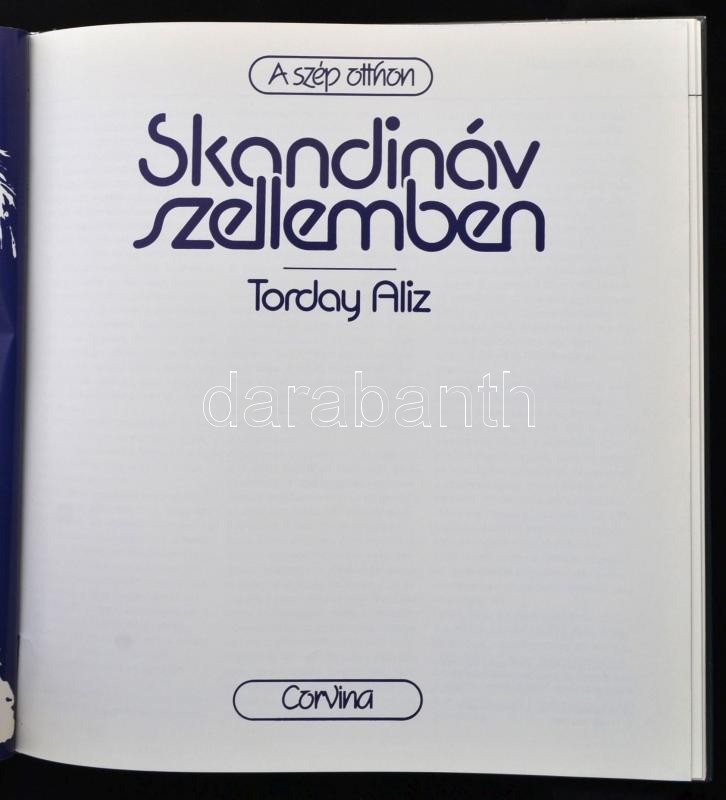 A szép otthon
Skandináv
szellemben
Torday Aliz
darabanth
Corvina